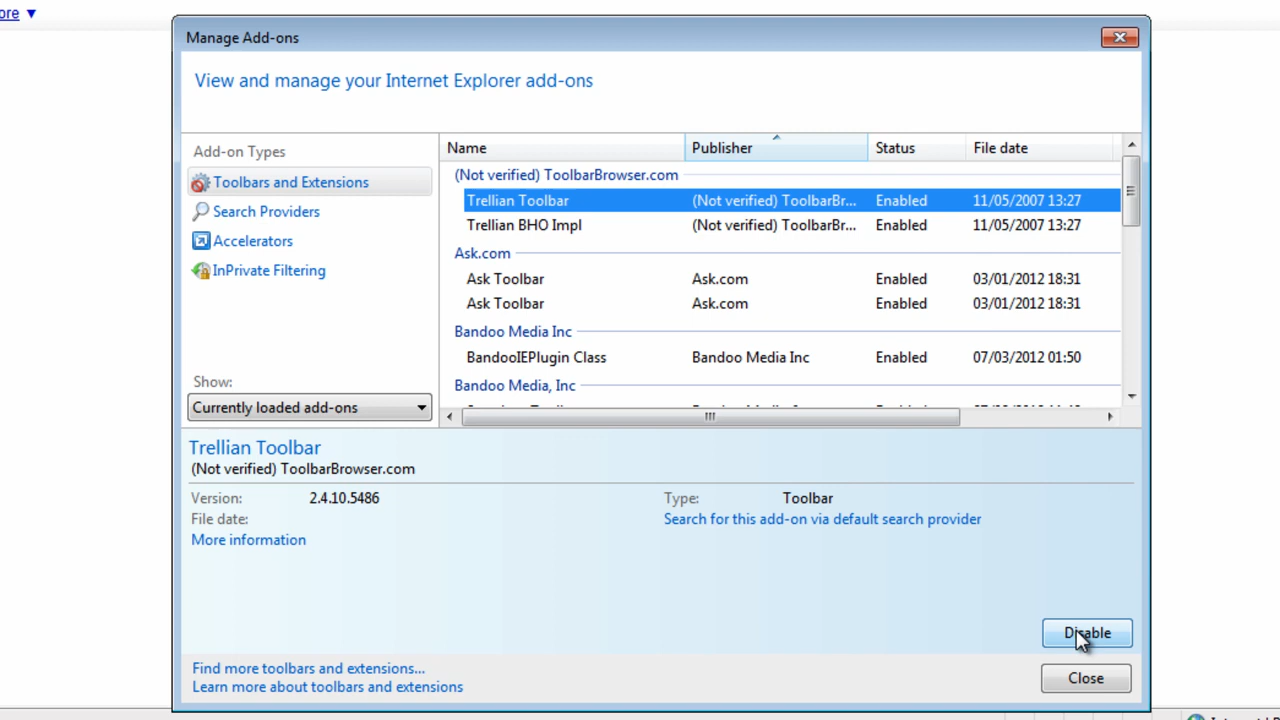 ore ▼
Manage Add-ons
View and manage your Internet Explorer add-ons
Add-on Types
Toolbars and Extensions
Search Providers
Accelerators
InPrivate Filtering
Show:
Currently loaded add-ons
Name Publisher Status File date
(Not verified) ToolbarBrowser.com
Trellian Toolbar (Not verified) ToolbarBr... Enabled 11/05/2007 13:27
Trellian BHO Impl (Not verified) ToolbarBr... Enabled 11/05/2007 13:27
Ask.com
Ask Toolbar Ask.com Enabled 03/01/2012 18:31
Ask Toolbar Ask.com Enabled 03/01/2012 18:31
Bandoo Media Inc
BandooIEPlugin Class Bandoo Media Inc Enabled 07/03/2012 01:50
Bandoo Media, Inc
Trellian Toolbar
(Not verified) ToolbarBrowser.com
Version: 2.4.10.5486
File date:
More information
Type: Toolbar
Search for this add-on via default search provider
Disable
Find more toolbars and extensions...
Learn more about toolbars and extensions
Close